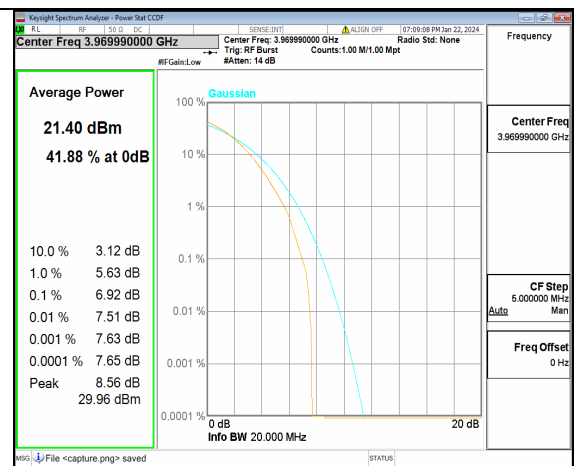 Keysight Spectrum Analyzer - Power Stat CCDF
RL RF 50 Ω DC SENSE:INT ALIGN OFF 07:09:08 PM Jan 22, 2024
Center Freq 3.969990000 GHz
Center Freq: 3.969990000 GHz Radio Std: None
Trig: RF Burst Counts:1.00 M/1.00 Mpt
#IFGain:Low #Atten: 14 dB
Frequency
Average Power
21.40 dBm
41.88 % at 0dB
10.0 % 3.12 dB
1.0 % 5.63 dB
0.1 % 6.92 dB
0.01 % 7.51 dB
0.001 % 7.63 dB
0.0001 % 7.65 dB
Peak 8.56 dB
29.96 dBm
Gaussian
100 %
10 %
1 %
0.1 %
0.01 %
0.001 %
0.0001 %
0 dB 20 dB
Info BW 20.000 MHz
Center Freq
3.969990000 GHz
CF Step
5.000000 MHz
Auto Man
Freq Offset
0 Hz
MSG File <capture.png> saved STATUS